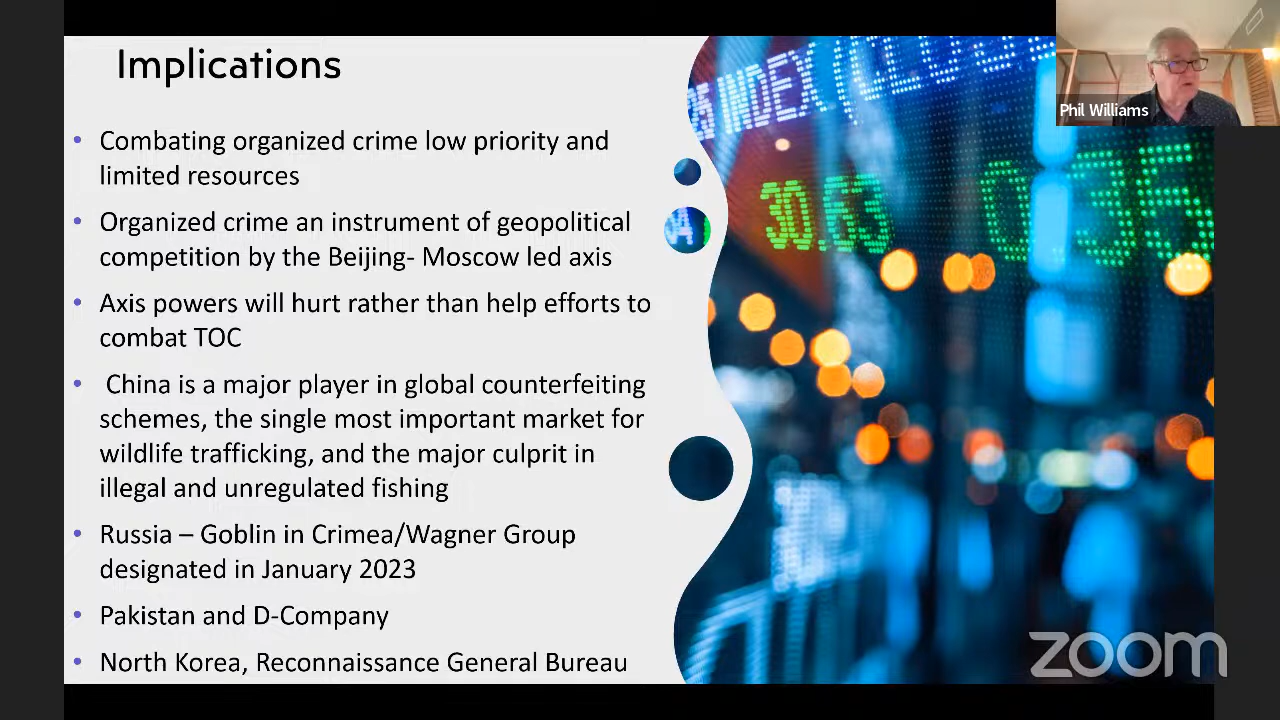 Implications
• Combating organized crime low priority and
limited resources
• Organized crime an instrument of geopolitical
competition by the Beijing- Moscow led axis
• Axis powers will hurt rather than help efforts to
combat TOC
• China is a major player in global counterfeiting
schemes, the single most important market for
wildlife trafficking, and the major culprit in
illegal and unregulated fishing
• Russia – Goblin in Crimea/Wagner Group
designated in January 2023
• Pakistan and D-Company
• North Korea, Reconnaissance General Bureau
INDEX
30.63
0.35
Phil Williams
zoom